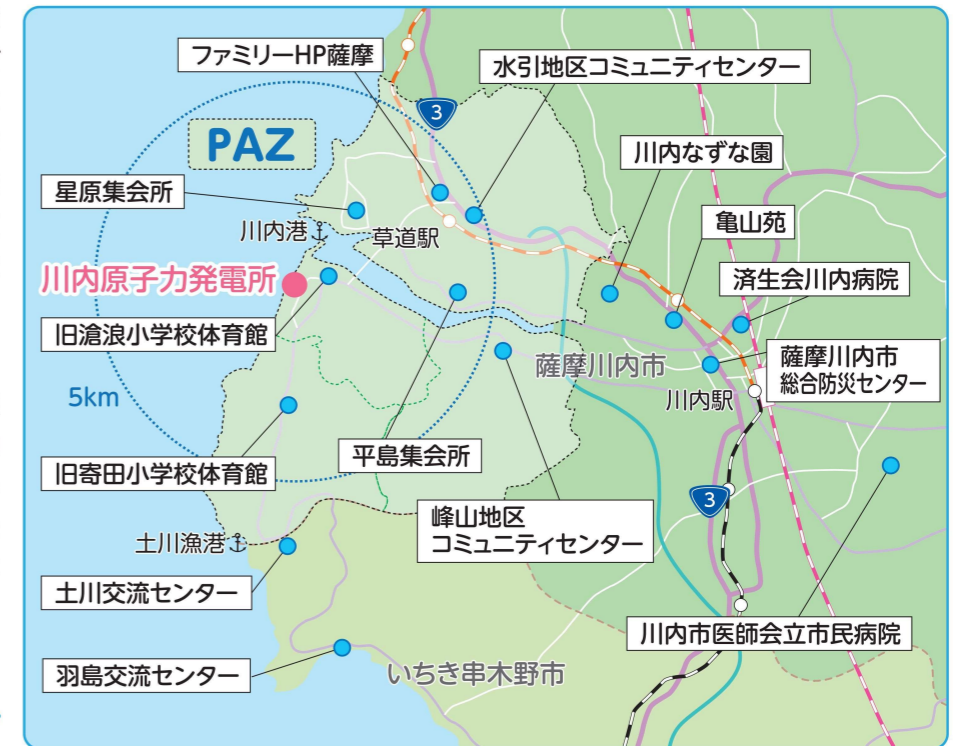 ファミリーHP薩摩
水引地区コミュニティセンター
3
PAZ
川内なずな園
星原集会所
亀山苑
川内港
草道駅
川内原子力発電所
済生会川内病院
旧滄浪小学校体育館
薩摩川内市
薩摩川内市
総合防災センター
5km
川内駅
平島集会所
旧寄田小学校体育館
3
峰山地区
コミュニティセンター
土川漁港
土川交流センター
川内市医師会立市民病院
羽島交流センター
いちき串木野市